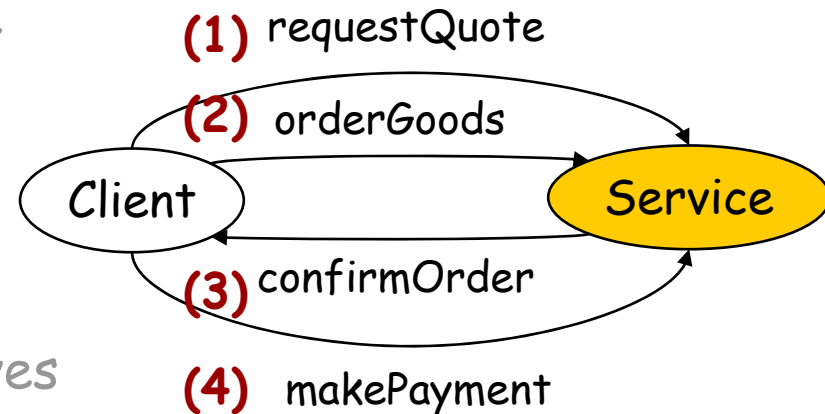 (1) requestQuote
(2) orderGoods
Client
Service
(3) confirmOrder
(4) makePayment